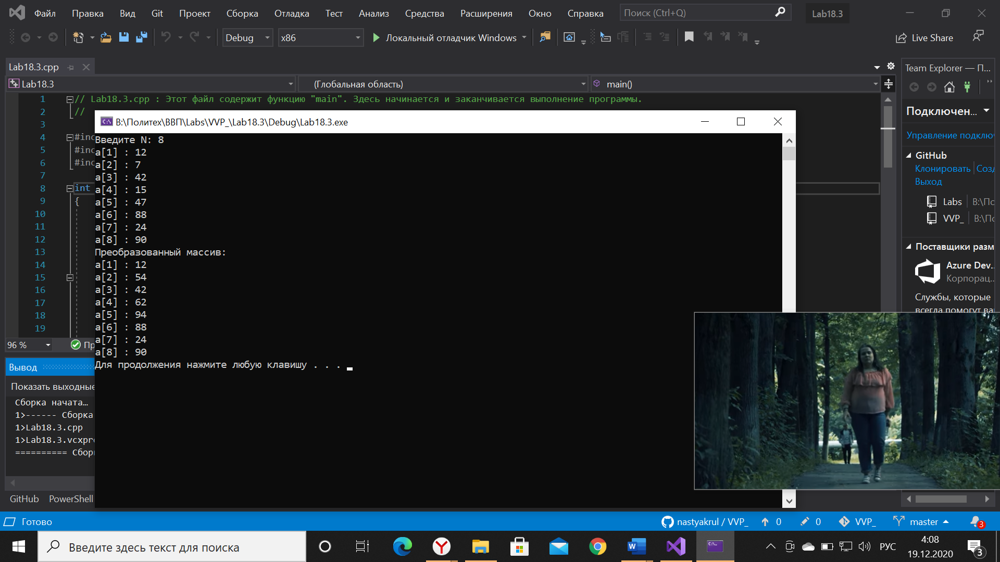 Файл Правка Вид Git Проект Сборка Отладка Тест Анализ Средства Расширения Окно Справка Поиск (Ctrl+Q) Lab18.3
Debug x86 Локальный отладчик Windows Live Share
Lab18.3.cpp
Lab18.3 (Глобальная область) main()
1 // Lab18.3.cpp : Этот файл содержит функцию "main". Здесь начинается и заканчивается выполнение программы.
2 //
3
4 #inc
5 #inc
6 #inc
7
8 int
9 {
10
11
12
13
14
15
16
17
18
19
96 % Пр
B:\Политех\ВВП\Labs\VVP_\Lab18.3\Debug\Lab18.3.exe
Введите N: 8
a[1] : 12
a[2] : 7
a[3] : 42
a[4] : 15
a[5] : 47
a[6] : 88
a[7] : 24
a[8] : 90
Преобразованный массив:
a[1] : 12
a[2] : 54
a[3] : 42
a[4] : 62
a[5] : 94
a[6] : 88
a[7] : 24
a[8] : 90
Для продолжения нажмите любую клавишу . . .
Team Explorer — П...
Подключен...
Управление подклю
GitHub
Клонировать Созд
Выход
Labs B:\По
VVP_ B:\По
Поставщики разм
Azure Dev...
Корпорац...
Службы, которые
всегда помогут ва
Вывод
Показать выходные
Сборка начата…
1>------ Сборка
1>Lab18.3.cpp
1>Lab18.3.vcxpr
========== Сбор
GitHub PowerShell
Готово nastyakrul / VVP_ 0 0 VVP_ master 3
Введите здесь текст для поиска РУС 4:08
19.12.2020 3